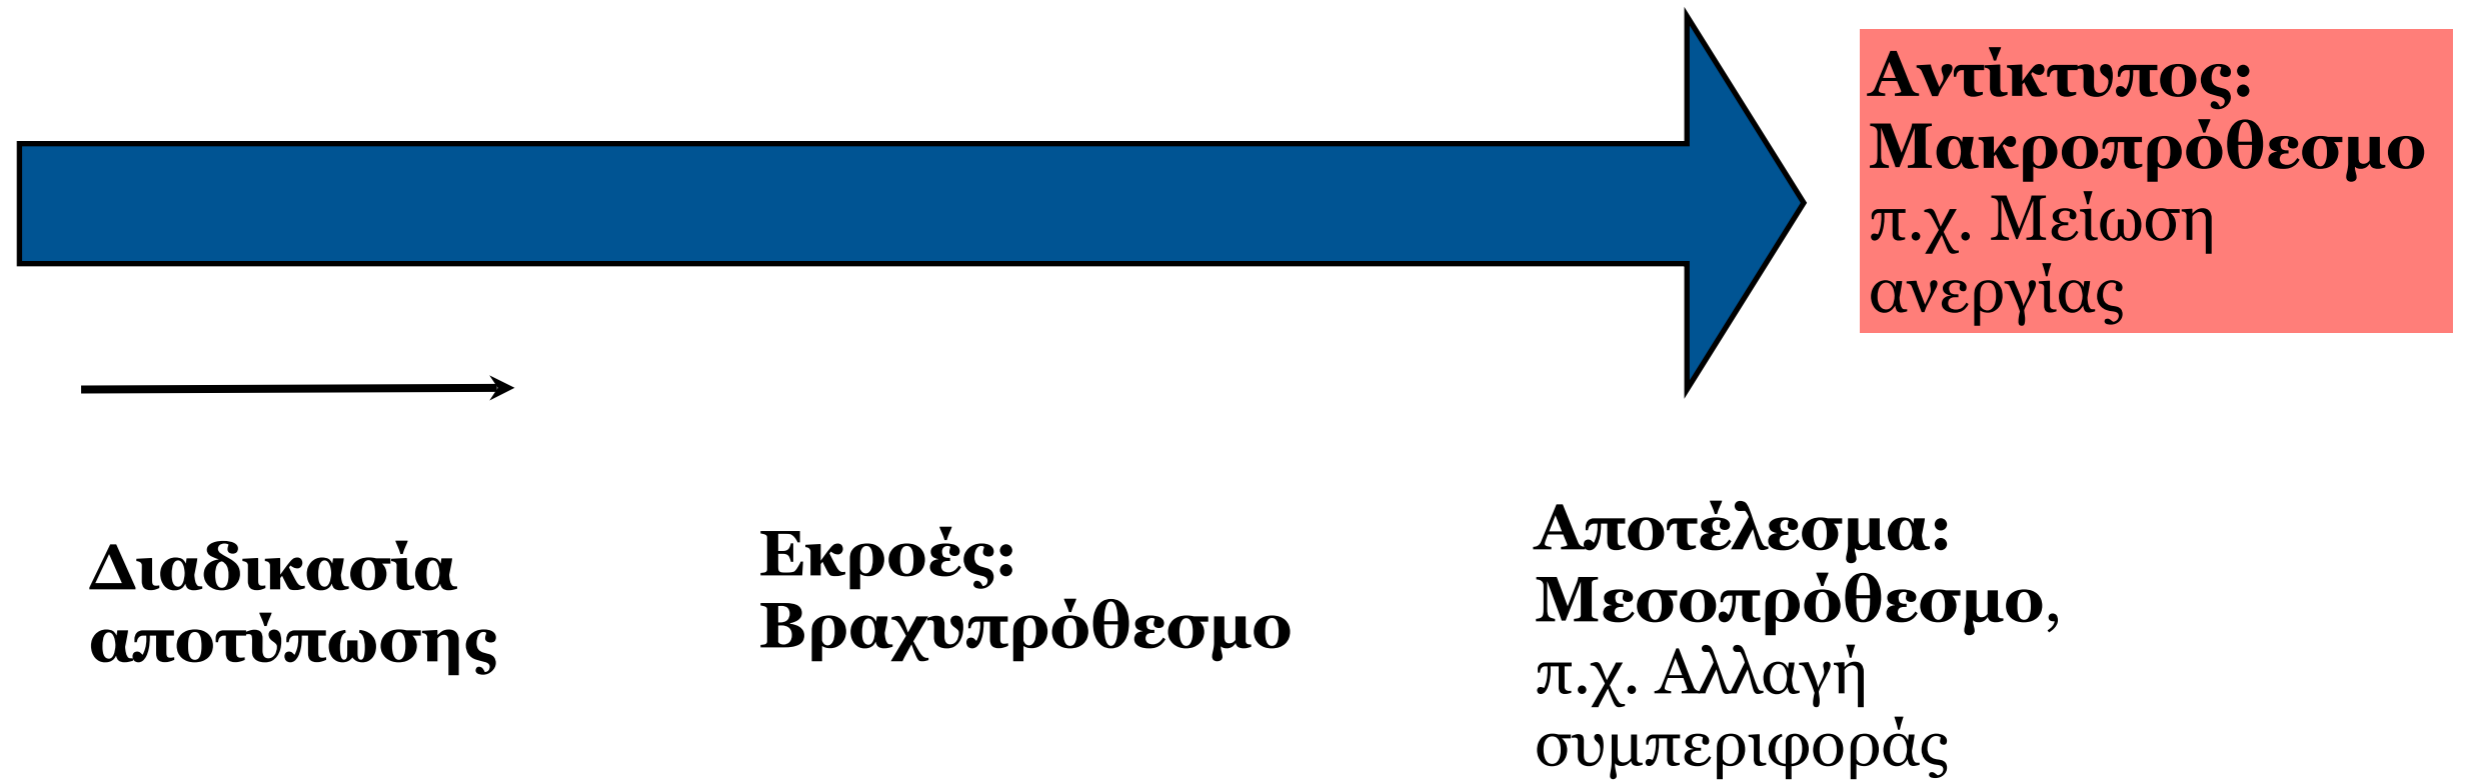 Αντίκτυπος:
Μακροπρόθεσμο
π.χ. Μείωση
ανεργίας
Διαδικασία
αποτύπωσης
Εκροές:
Βραχυπρόθεσμο
Αποτέλεσμα:
Μεσοπρόθεσμο,
π.χ. Αλλαγή
συμπεριφοράς